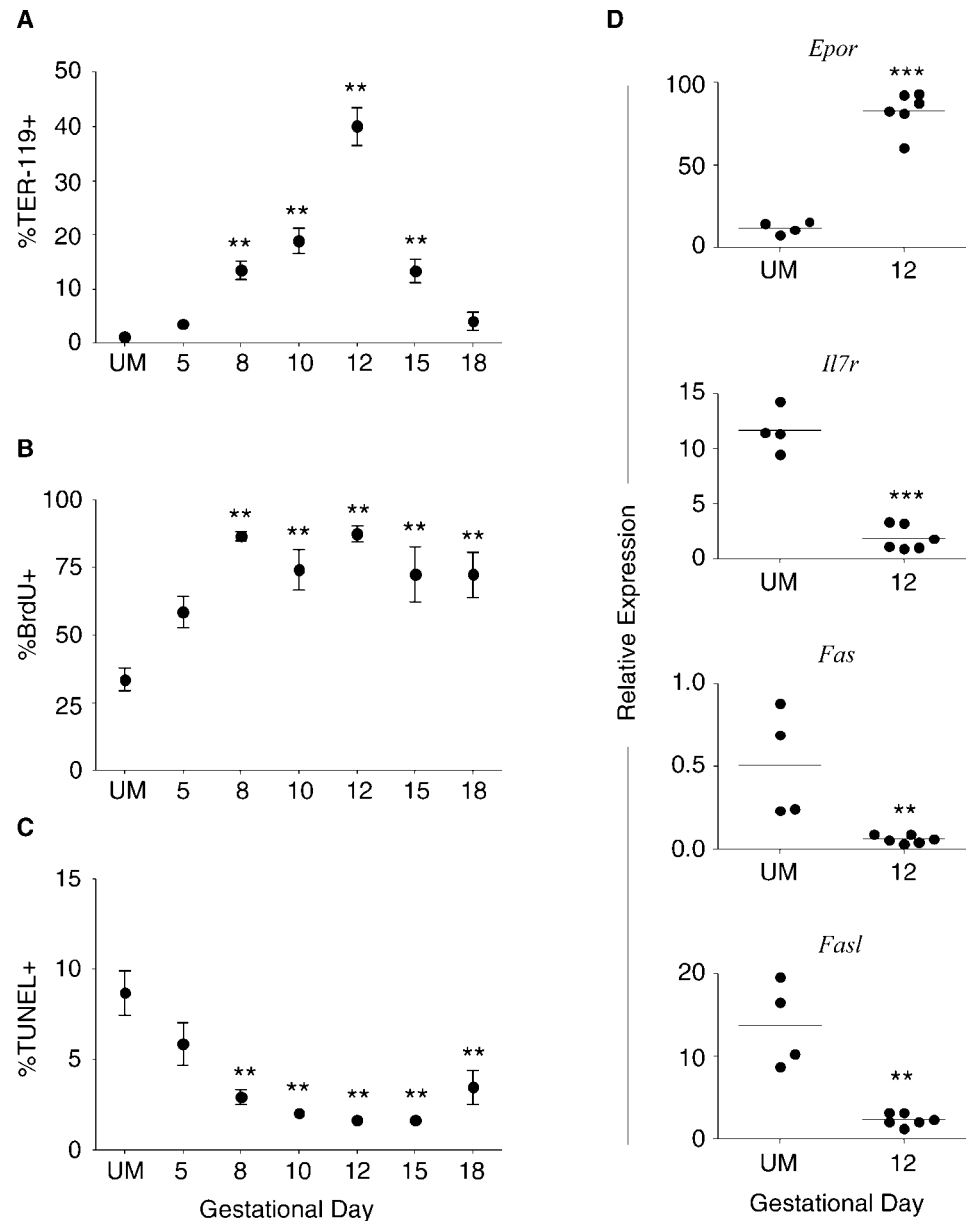 A
50
40
30
20
10
0
%TER-119+
**
**
**
**
UM 5 8 10 12 15 18
B
100
75
50
25
0
%BrdU+
**
**
**
**
**
UM 5 8 10 12 15 18
C
15
10
5
0
%TUNEL+
**
**
**
**
**
UM 5 8 10 12 15 18
Gestational Day
D
Relative Expression
Epor
100
50
0
***
UM 12
Il7r
15
10
5
0
***
UM 12
Fas
1.0
0.5
0.0
**
UM 12
Fasl
20
10
0
**
UM 12
Gestational Day